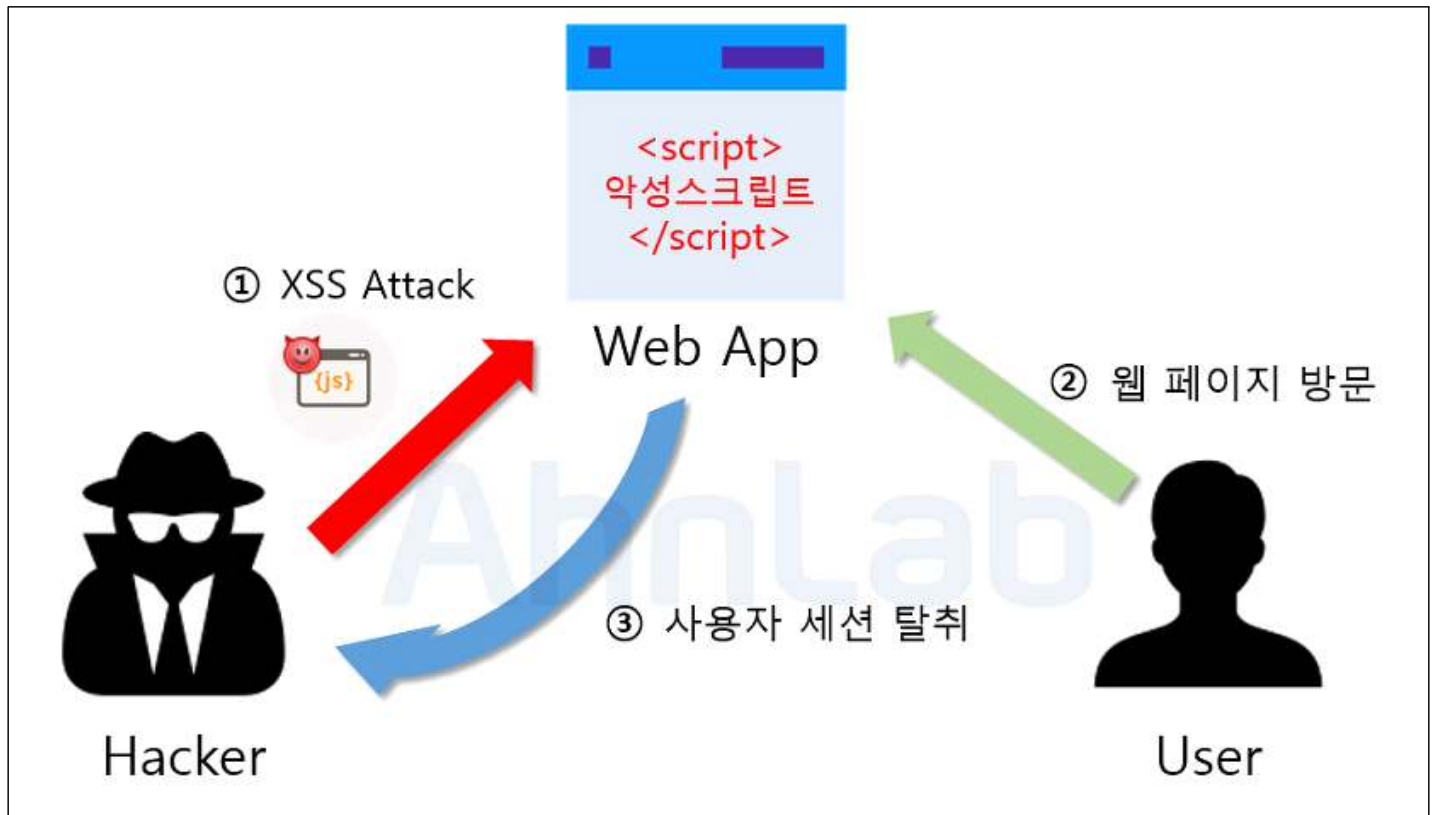 <script>
악성스크립트
</script>
① XSS Attack
{js}
Web App
② 웹 페이지 방문
AhnLab
③ 사용자 세션 탈취
Hacker
User